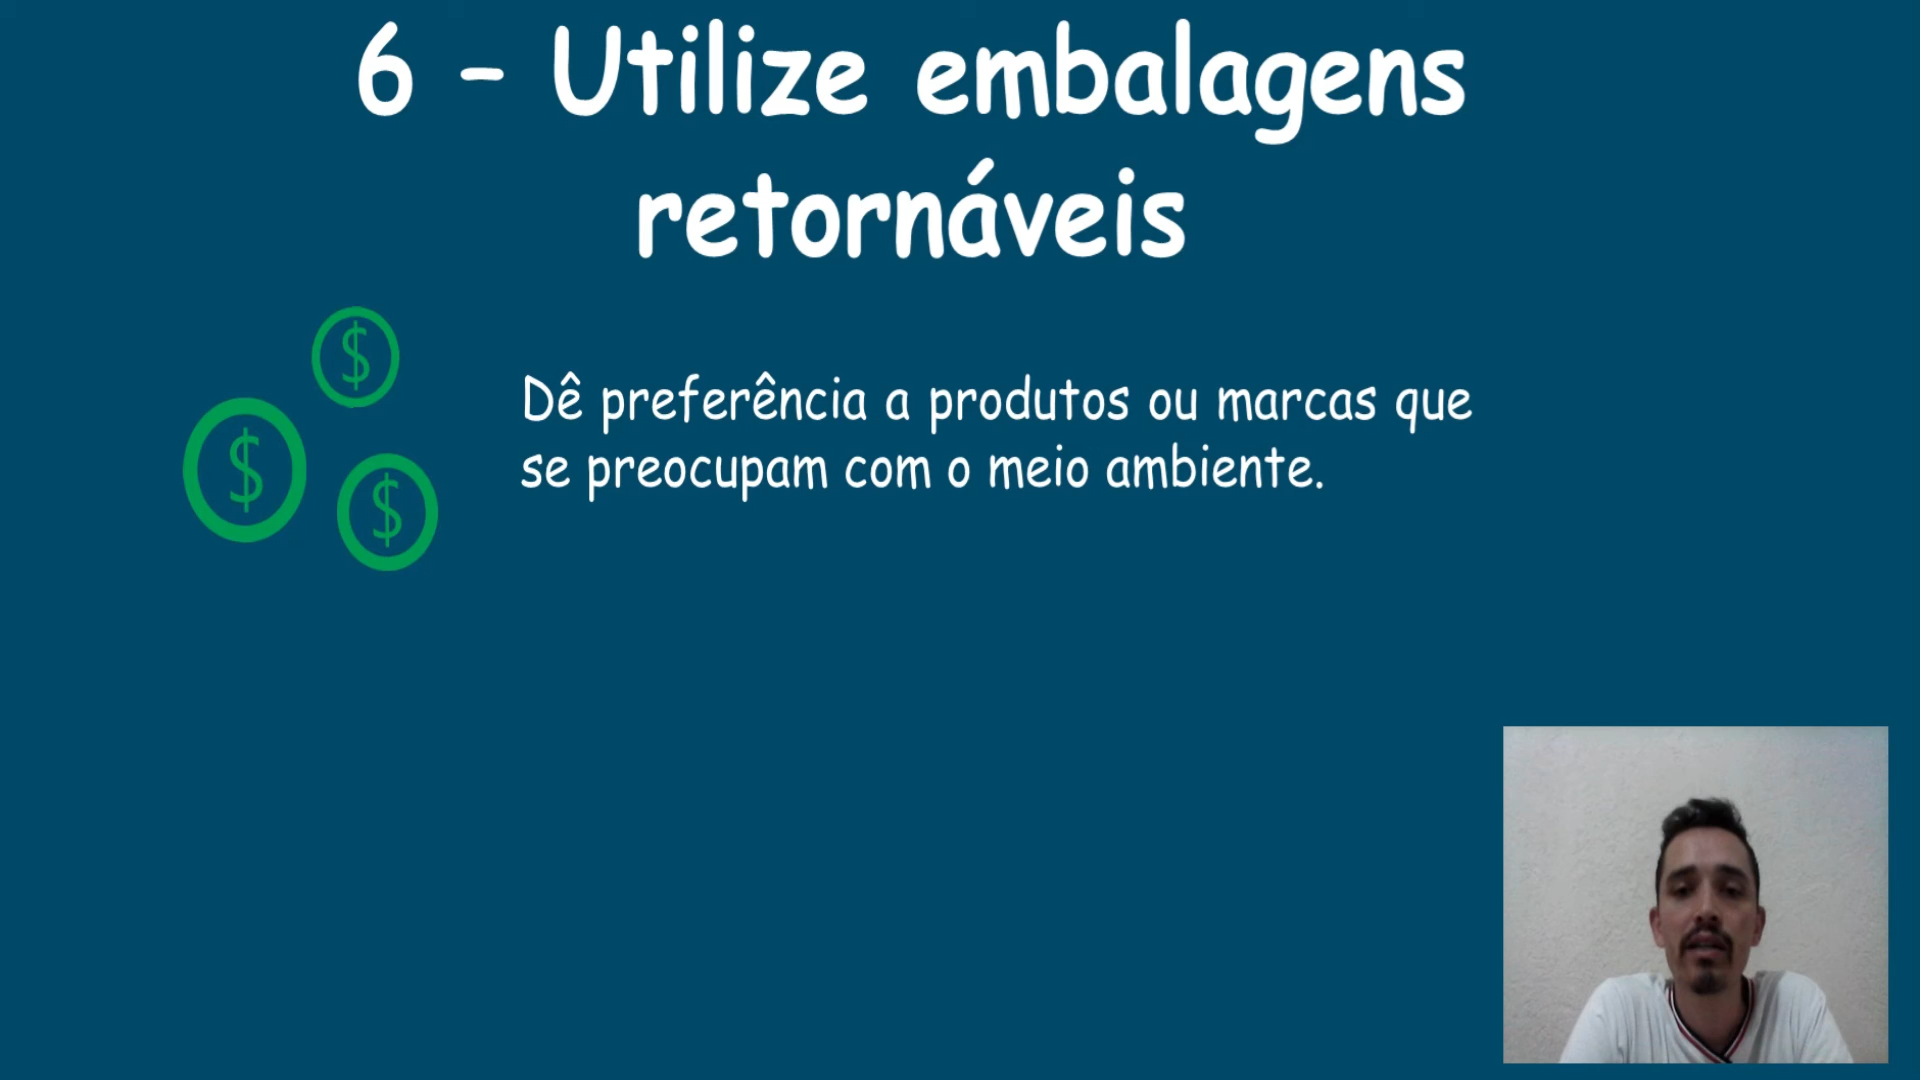 6 - Utilize embalagens
retornáveis
$
Dê preferência a produtos ou marcas que
$
se preocupam com o meio ambiente.
$